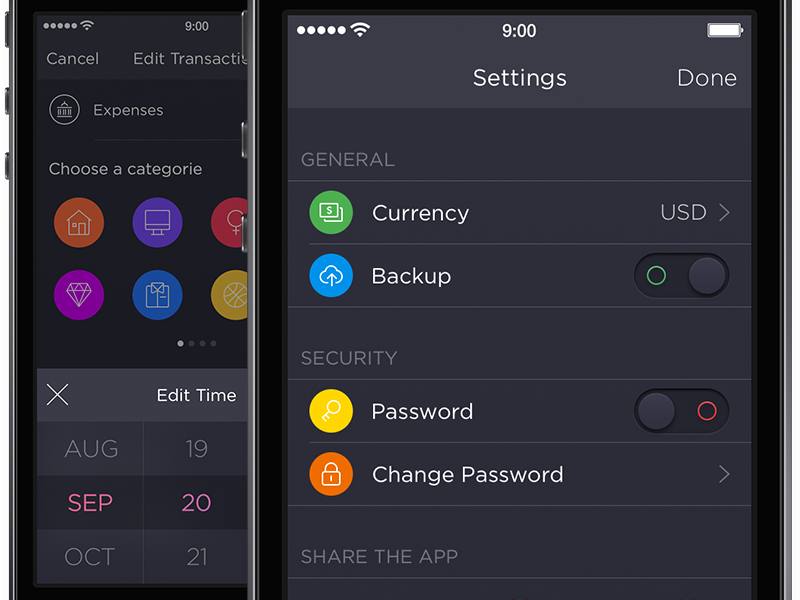 9:00
Cancel
Edit Transacti
Expenses
Choose a categorie
Edit Time
AUG 19
SEP 20
OCT 21
9:00
Settings
Done
GENERAL
Currency
USD
Backup
SECURITY
Password
Change Password
SHARE THE APP